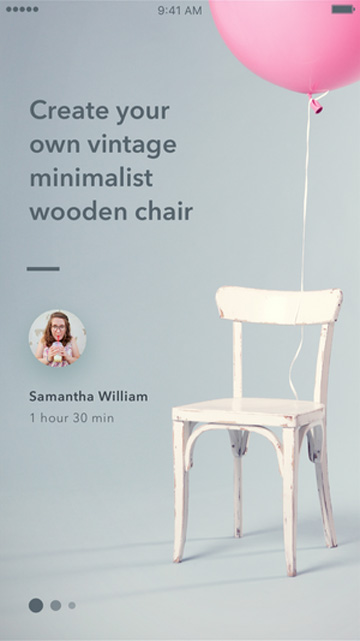 9:41 AM
Create your
own vintage
minimalist
wooden chair
Samantha William
1 hour 30 min